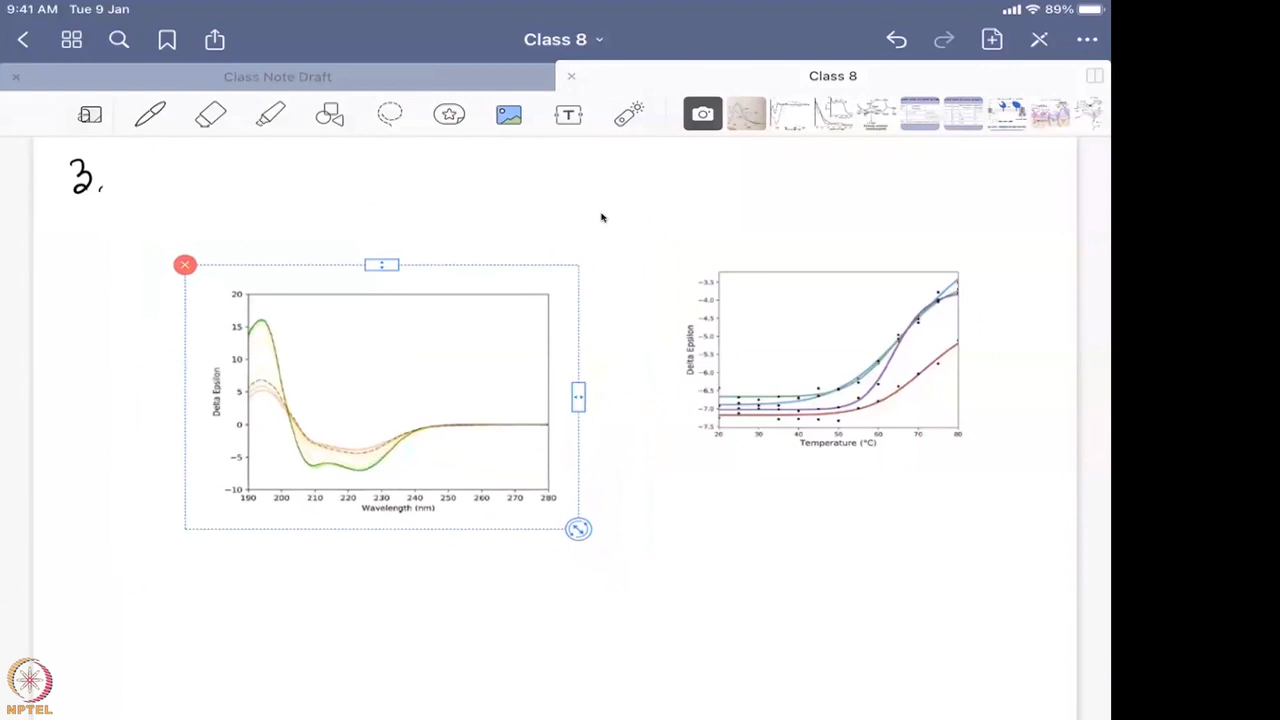 9:41 AM Tue 9 Jan
89%
Class 8
Class Note Draft
Class 8
T
3.
20
15
10
5
0
−5
−10
Delta Epsilon
190 200 210 220 230 240 250 260 270 280
Wavelength (nm)
−3.5
−4.0
−4.5
−5.0
−5.5
−6.0
−6.5
−7.0
−7.5
Delta Epsilon
20 30 40 50 60 70 80
Temperature (°C)
NPTEL